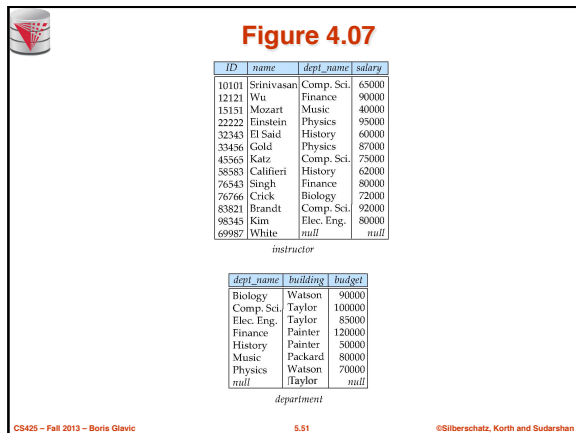 Figure 4.07
ID name dept_name salary
10101 Srinivasan Comp. Sci. 65000
12121 Wu Finance 90000
15151 Mozart Music 40000
22222 Einstein Physics 95000
32343 El Said History 60000
33456 Gold Physics 87000
45565 Katz Comp. Sci. 75000
58583 Califieri History 62000
76543 Singh Finance 80000
76766 Crick Biology 72000
83821 Brandt Comp. Sci. 92000
98345 Kim Elec. Eng. 80000
69987 White null null
instructor
dept_name building budget
Biology Watson 90000
Comp. Sci. Taylor 100000
Elec. Eng. Taylor 85000
Finance Painter 120000
History Painter 50000
Music Packard 80000
Physics Watson 70000
null Taylor null
department
CS425 – Fall 2013 – Boris Glavic 5.51 ©Silberschatz, Korth and Sudarshan